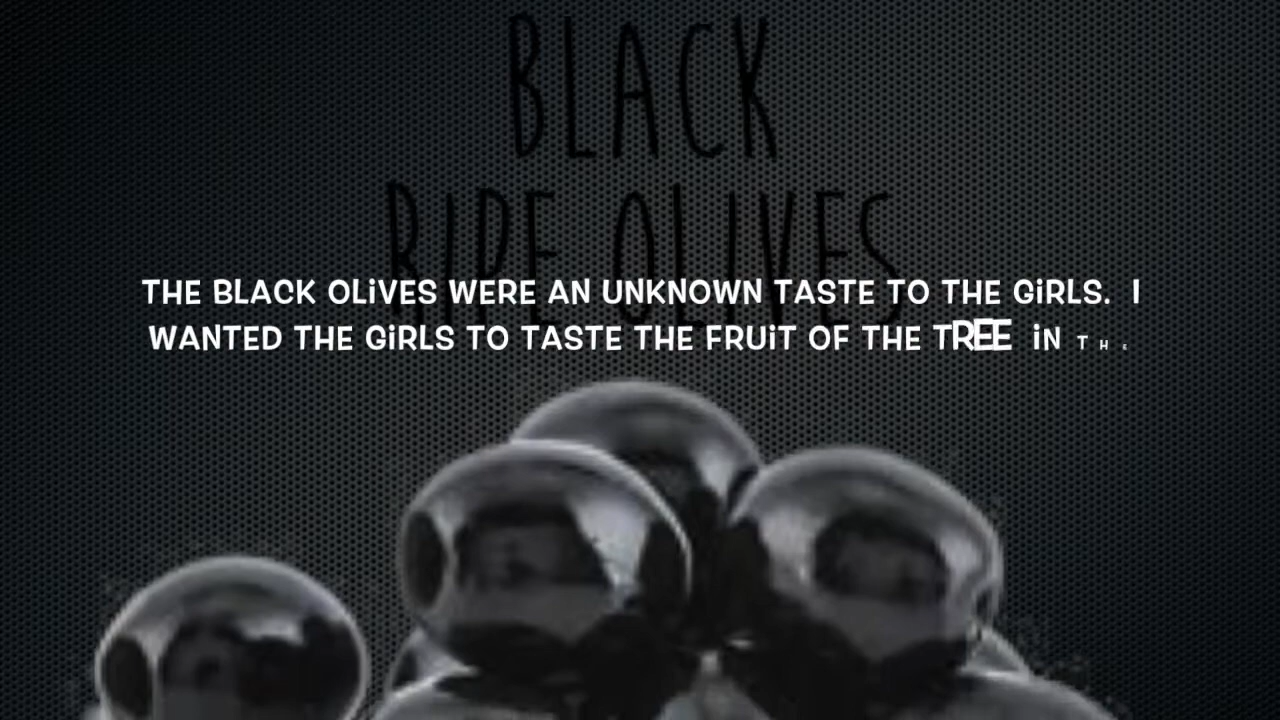 BLACK
RIPE OLIVES
THE BLACK OLiVES WERE AN UNKNOWN TASTE TO THE GiRLS. I
WANTED THE GiRLS TO TASTE THE FRUiT OF THE TREE iN THE